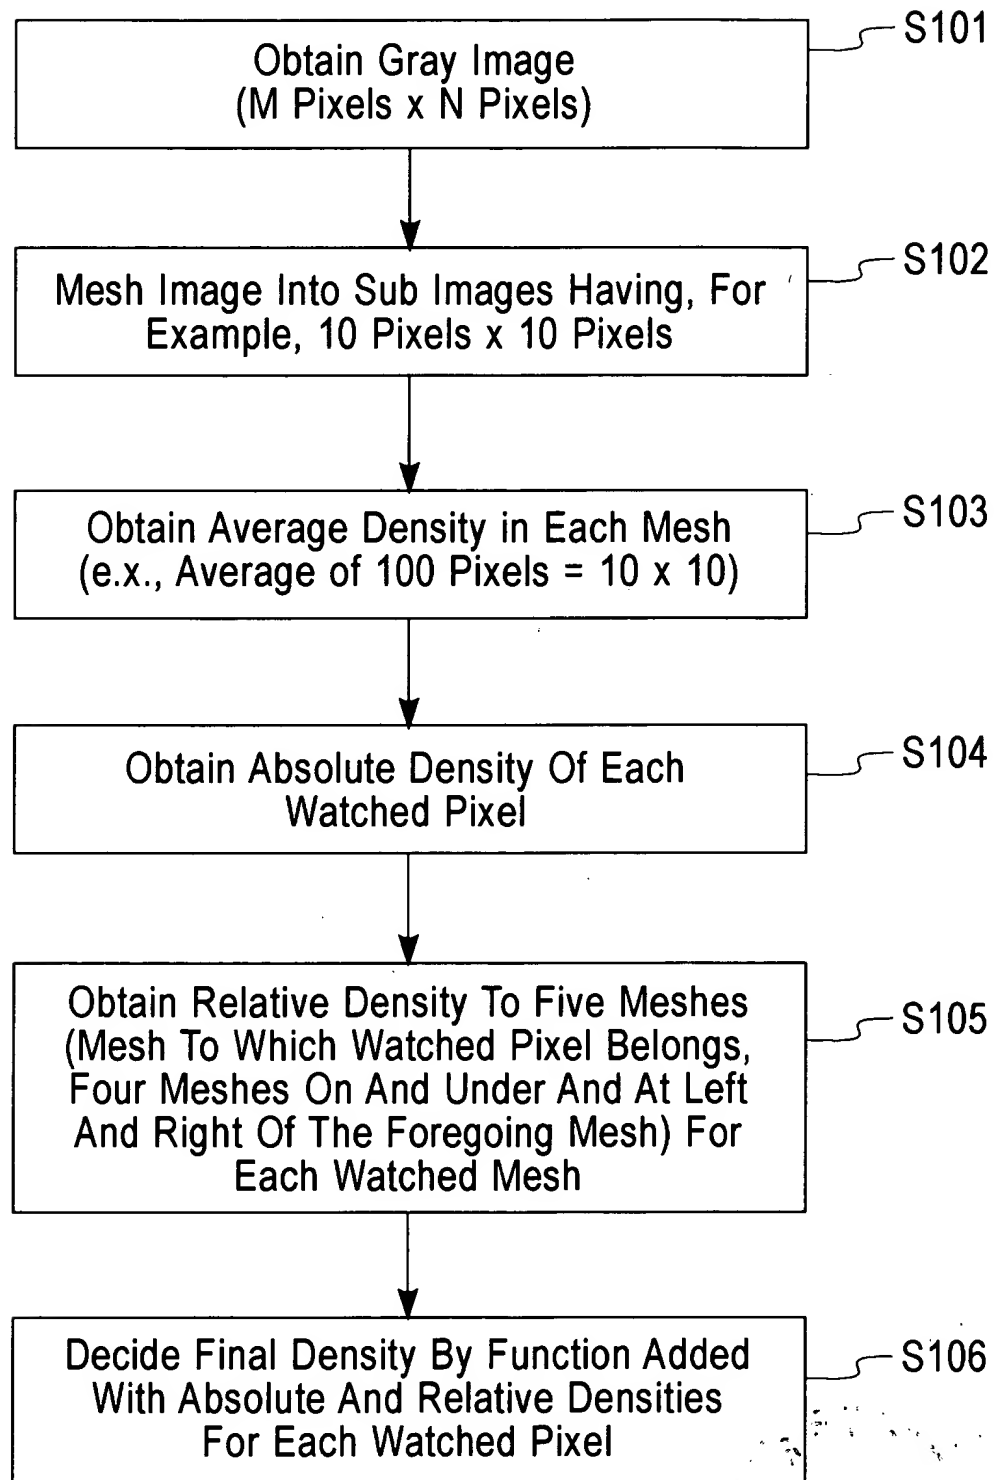 S101
Obtain Gray Image
(M Pixels x N Pixels)
S102
Mesh Image Into Sub Images Having, For
Example, 10 Pixels x 10 Pixels
S103
Obtain Average Density in Each Mesh
(e.x., Average of 100 Pixels = 10 x 10)
S104
Obtain Absolute Density Of Each
Watched Pixel
S105
Obtain Relative Density To Five Meshes
(Mesh To Which Watched Pixel Belongs,
Four Meshes On And Under And At Left
And Right Of The Foregoing Mesh) For
Each Watched Mesh
S106
Decide Final Density By Function Added
With Absolute And Relative Densities
For Each Watched Pixel